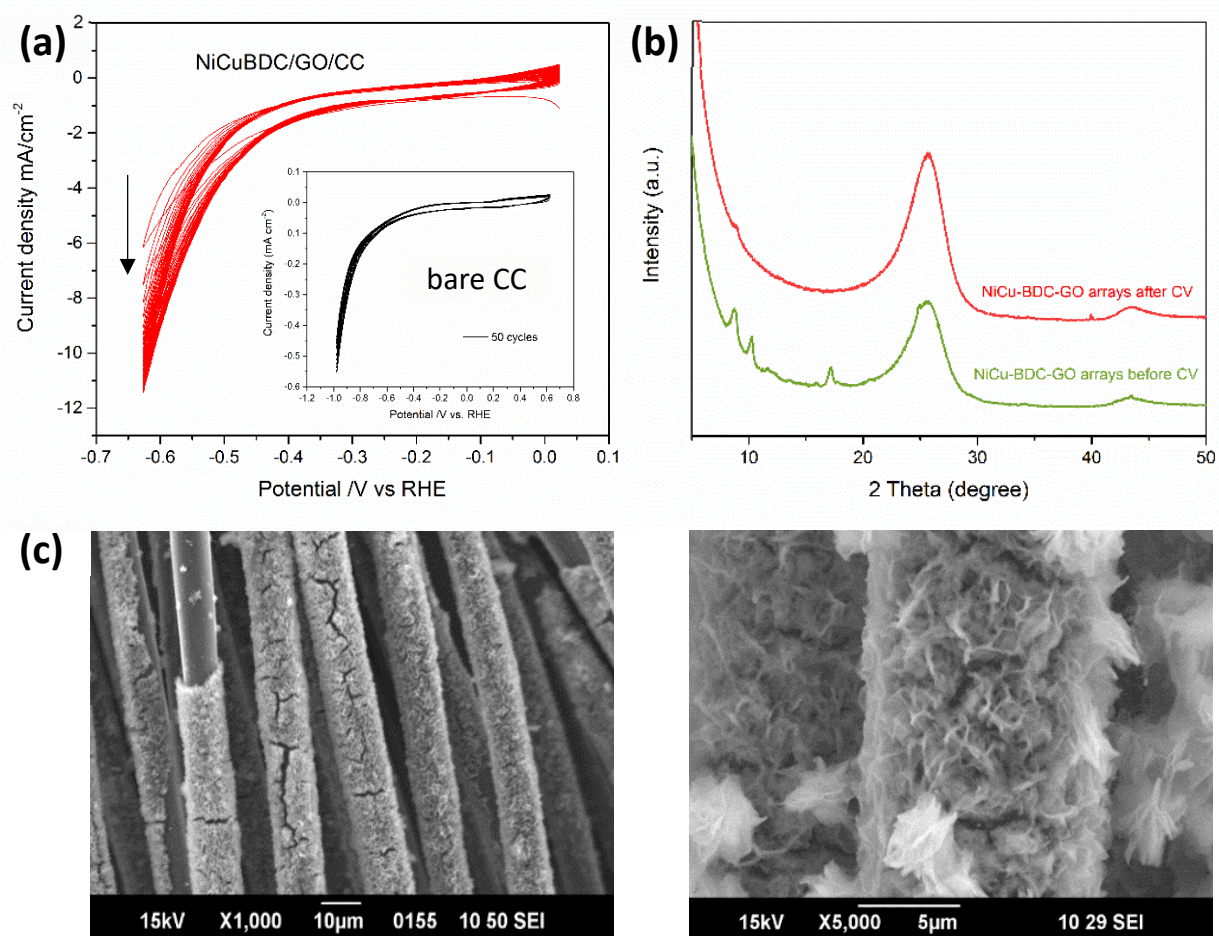 (a)
NiCuBDC/GO/CC
Current density mA/cm⁻²
2
0
-2
-4
-6
-8
-10
-12
-0.7 -0.6 -0.5 -0.4 -0.3 -0.2 -0.1 0.0 0.1
Potential /V vs RHE
bare CC
50 cycles
Current density (mA cm⁻²)
0.1
0.0
-0.1
-0.2
-0.3
-0.4
-0.5
-0.6
-1.2 -1.0 -0.8 -0.6 -0.4 -0.2 0.0 0.2 0.4 0.6 0.8
Potential /V vs. RHE
(b)
Intensity (a.u.)
NiCu-BDC-GO arrays after CV
NiCu-BDC-GO arrays before CV
10 20 30 40 50
2 Theta (degree)
(c)
15kV X1,000 10μm 0155 10 50 SEI
15kV X5,000 5μm 10 29 SEI